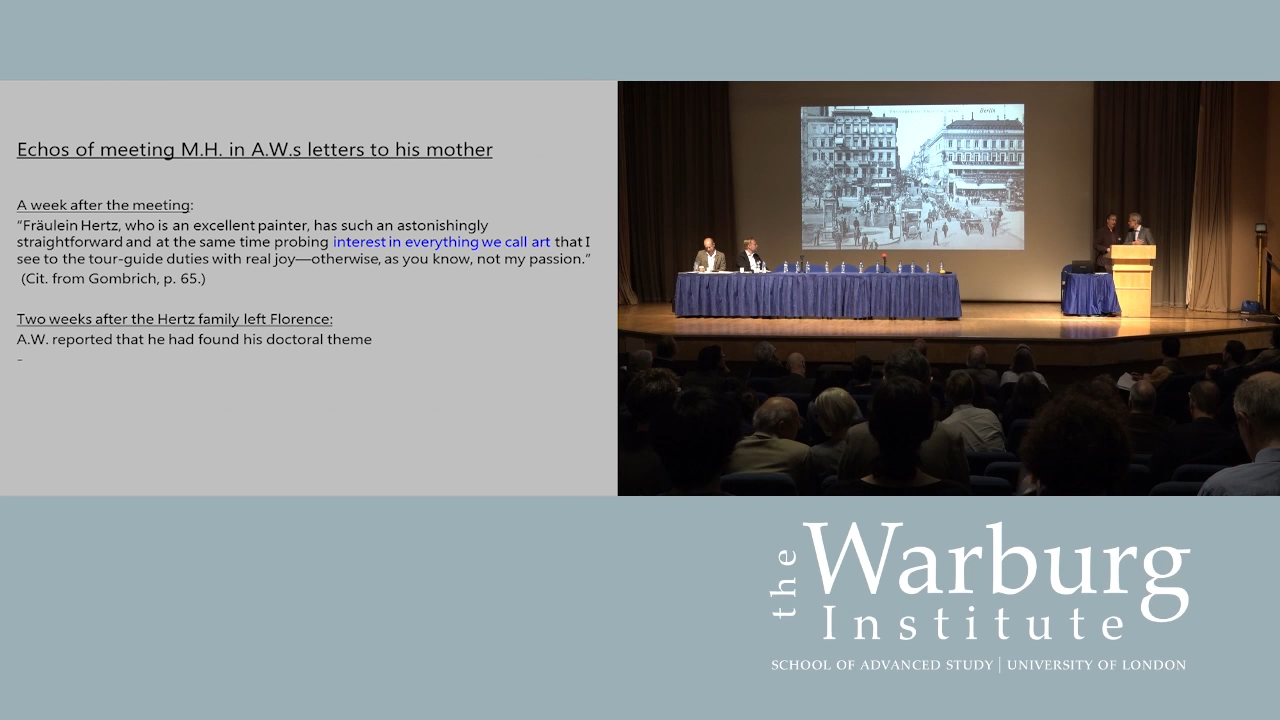 Echos of meeting M.H. in A.W.s letters to his mother
A week after the meeting:
“Fräulein Hertz, who is an excellent painter, has such an astonishingly
straightforward and at the same time probing interest in everything we call art that I
see to the tour-guide duties with real joy—otherwise, as you know, not my passion.”
(Cit. from Gombrich, p. 65.)
Two weeks after the Hertz family left Florence:
A.W. reported that he had found his doctoral theme
-
Berlin
the Warburg
Institute
SCHOOL OF ADVANCED STUDY | UNIVERSITY OF LONDON